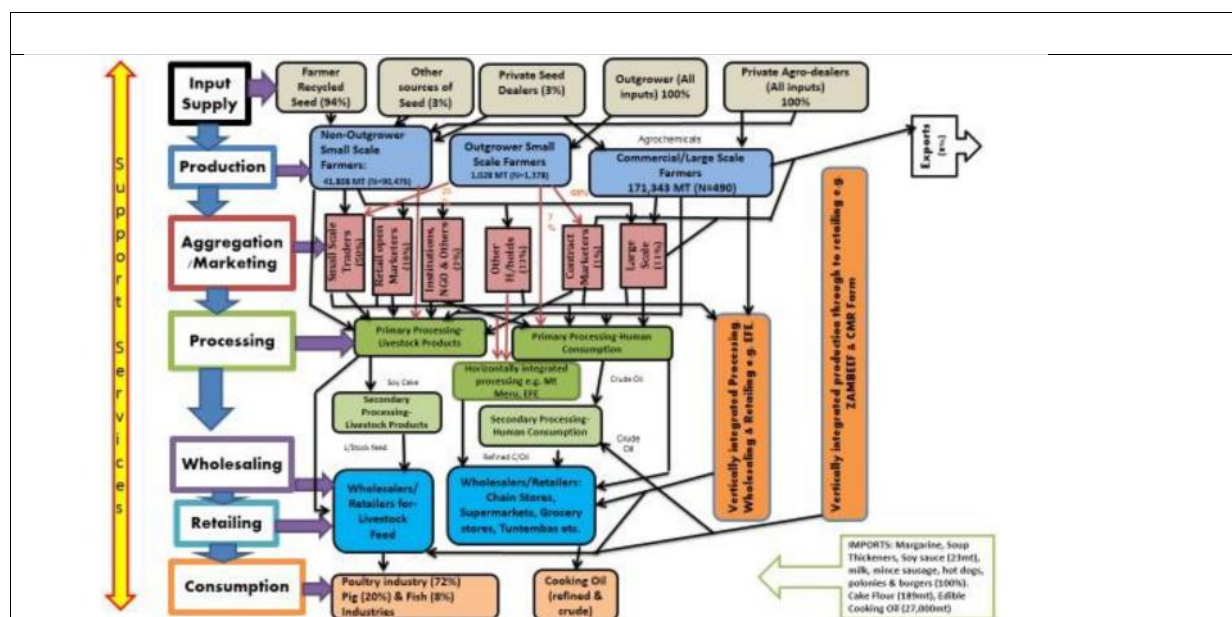 Support Services
Input
Supply
Farmer
Recycled
Seed (94%)
Other
sources of
Seed (3%)
Private Seed
Dealers (3%)
Outgrower (All
inputs) 100%
Private Agro-dealers
(All inputs)
100%
Production
Non-Outgrower
Small Scale
Farmers:
41,808 MT (N=90,476)
Outgrower Small
Scale Farmers
1,028 MT (N=1,378)
Agrochemicals
Commercial/Large Scale
Farmers
171,343 MT (N=490)
Exports
Aggregation
/Marketing
Small Scale
Traders
(50%)
Retail open
Marketers
(18%)
Institutions,
NGO & Others
(7%)
Other
H/holds
(13%)
Contract
Marketers
(1%)
Large
Scale
(11%)
Processing
Primary Processing-
Livestock Products
Primary Processing-Human
Consumption
Horizontally integrated
processing e.g. Mt
Meru, EFE
Soy Cake
Crude Oil
Secondary
Processing-
Livestock Products
Secondary Processing-
Human Consumption
Crude
Oil
L/Stock Feed
Refined C/Oil
Vertically integrated Processing,
Wholesaling & Retailing e.g. EFE.
Vertically integrated production through to retailing e.g.
ZAMBEEF & CMR Farm
Wholesaling
Retailing
Wholesalers/
Retailers for-
Livestock
Feed
Wholesalers/Retailers:
Chain Stores,
Supermarkets, Grocery
stores, Tuntembas etc.
Consumption
Poultry industry (72%)
Pig (20%) & Fish (8%)
Industries
Cooking Oil
(refined &
crude)
IMPORTS: Margarine, Soup
Thickeners, Soy sauce (23mt),
milk, mince sausage, hot dogs,
polonies & burgers (100%).
Cake Flour (189mt), Edible
Cooking Oil (27,000mt)